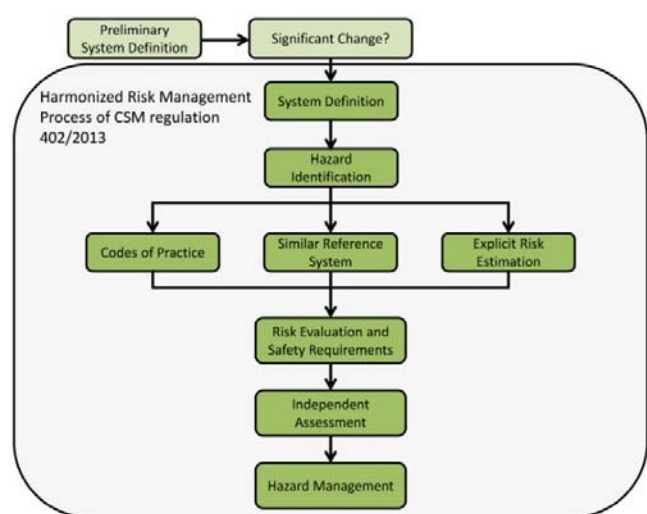 Preliminary
System Definition
Significant Change?
Harmonized Risk Management
Process of CSM regulation
402/2013
System Definition
Hazard
Identification
Codes of Practice
Similar Reference
System
Explicit Risk
Estimation
Risk Evaluation and
Safety Requirements
Independent
Assessment
Hazard Management